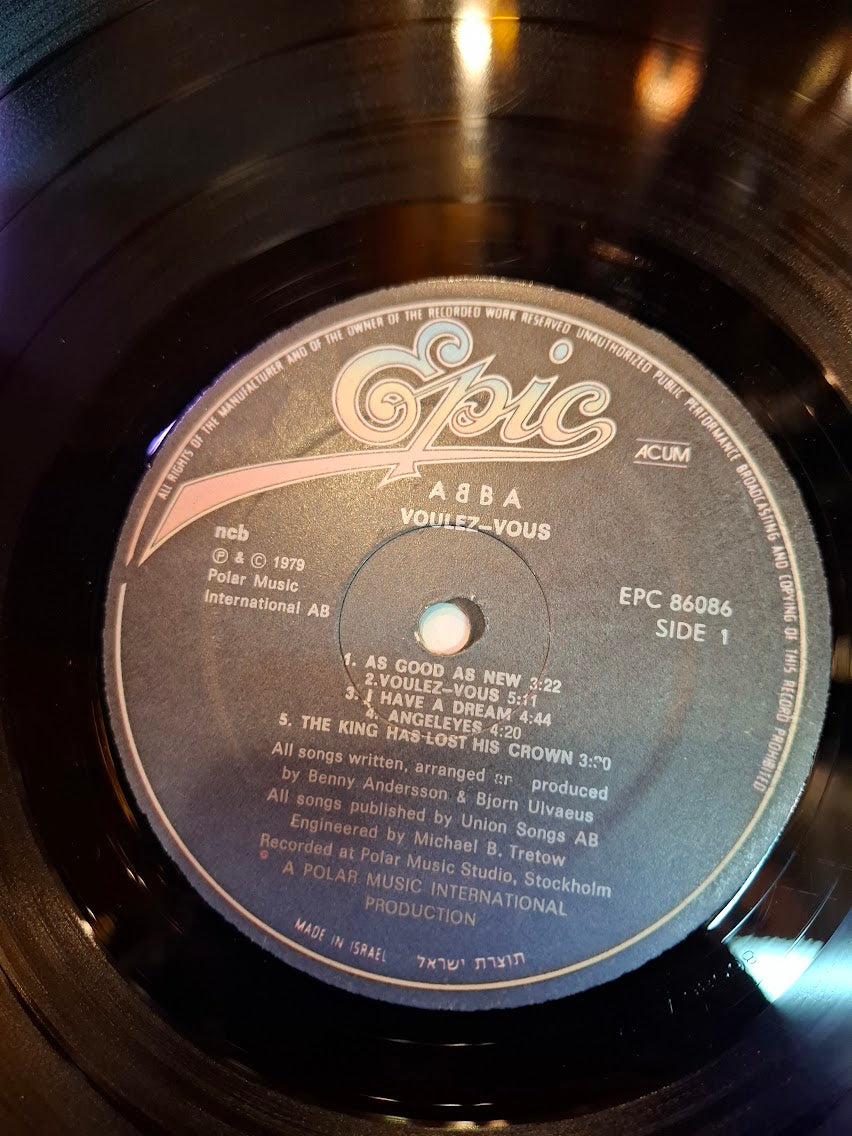 ALL RIGHTS OF THE MANUFACTURER AND OF THE OWNER OF THE RECORDED WORK RESERVED UNAUTHORIZED PUBLIC PERFORMANCE BROADCASTING AND COPYING OF THIS RECORD PROHIBITED
Epic
ACUM
ABBA
VOULEZ-VOUS
ncb
Ⓟ & © 1979
Polar Music
International AB
EPC 86086
SIDE 1
1. AS GOOD AS NEW 3:22
2.VOULEZ-VOUS 5:11
3. I HAVE A DREAM 4:44
4. ANGELEYES 4:20
5. THE KING HAS LOST HIS CROWN
All songs written, arranged produced
by Benny Andersson & Bjorn Ulvaeus
All songs published by Union Songs AB
Engineered by Michael B. Tretow
Recorded at Polar Music Studio, Stockholm
A POLAR MUSIC INTERNATIONAL
PRODUCTION
MADE IN ISRAEL תוצרת ישראל